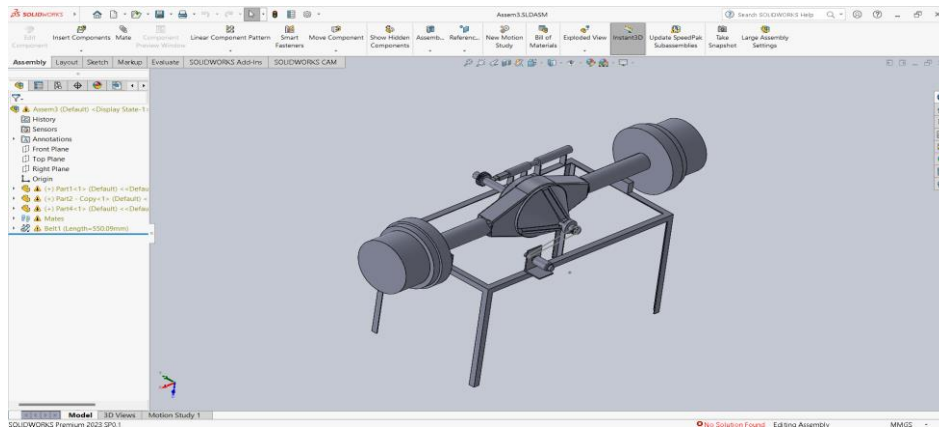 SOLIDWORKS
Assem3.SLDASM
Search SOLIDWORKS Help
Edit Component
Insert Components
Mate
Component Preview Window
Linear Component Pattern
Smart Fasteners
Move Component
Show Hidden Components
Assemb...
Referenc...
New Motion Study
Bill of Materials
Exploded View
Instant3D
Update SpeedPak Subassemblies
Take Snapshot
Large Assembly Settings
Assembly Layout Sketch Markup Evaluate SOLIDWORKS Add-Ins SOLIDWORKS CAM
Assem3 (Default) <Display State-1>
History
Sensors
Annotations
Front Plane
Top Plane
Right Plane
Origin
(+) Part1<1> (Default) <<Defau
(+) Part2 - Copy<1> (Default) <
(+) Part4<1> (Default) <<Defau
Mates
Belt1 (Length=550.09mm)
Model 3D Views Motion Study 1
SOLIDWORKS Premium 2023 SP0.1
No Solution Found
Editing Assembly
MMGS